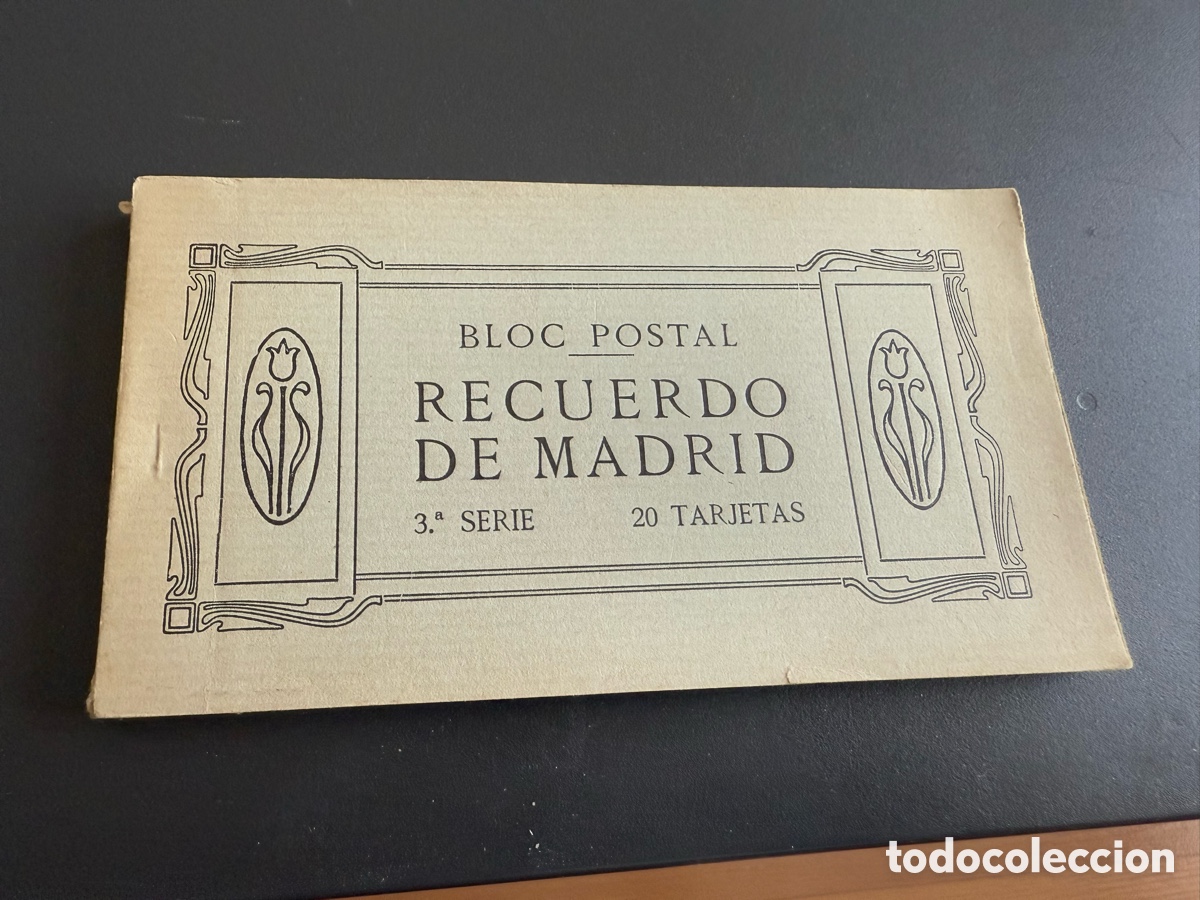 BLOC POSTAL
RECUERDO
DE MADRID
3.ª SERIE 20 TARJETAS
todocoleccion